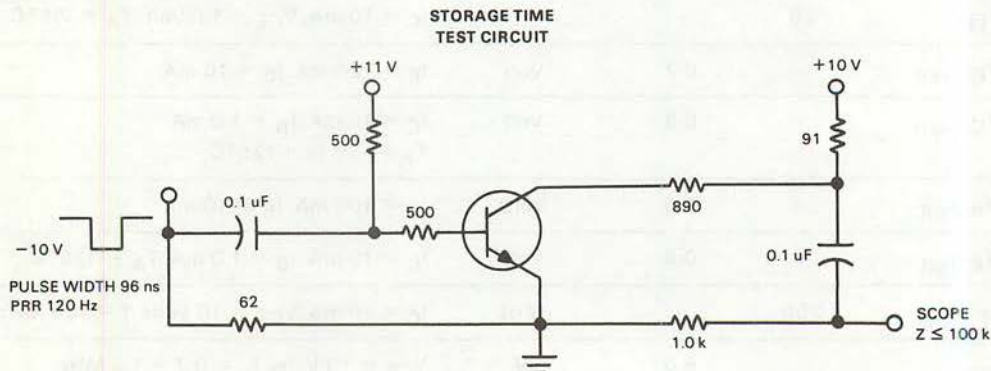 STORAGE TIME
TEST CIRCUIT
+11 V
+10 V
500
91
0.1 uF
500
890
0.1 uF
−10 V
PULSE WIDTH 96 ns
PRR 120 Hz
62
1.0 k
SCOPE
Z ≤ 100 k